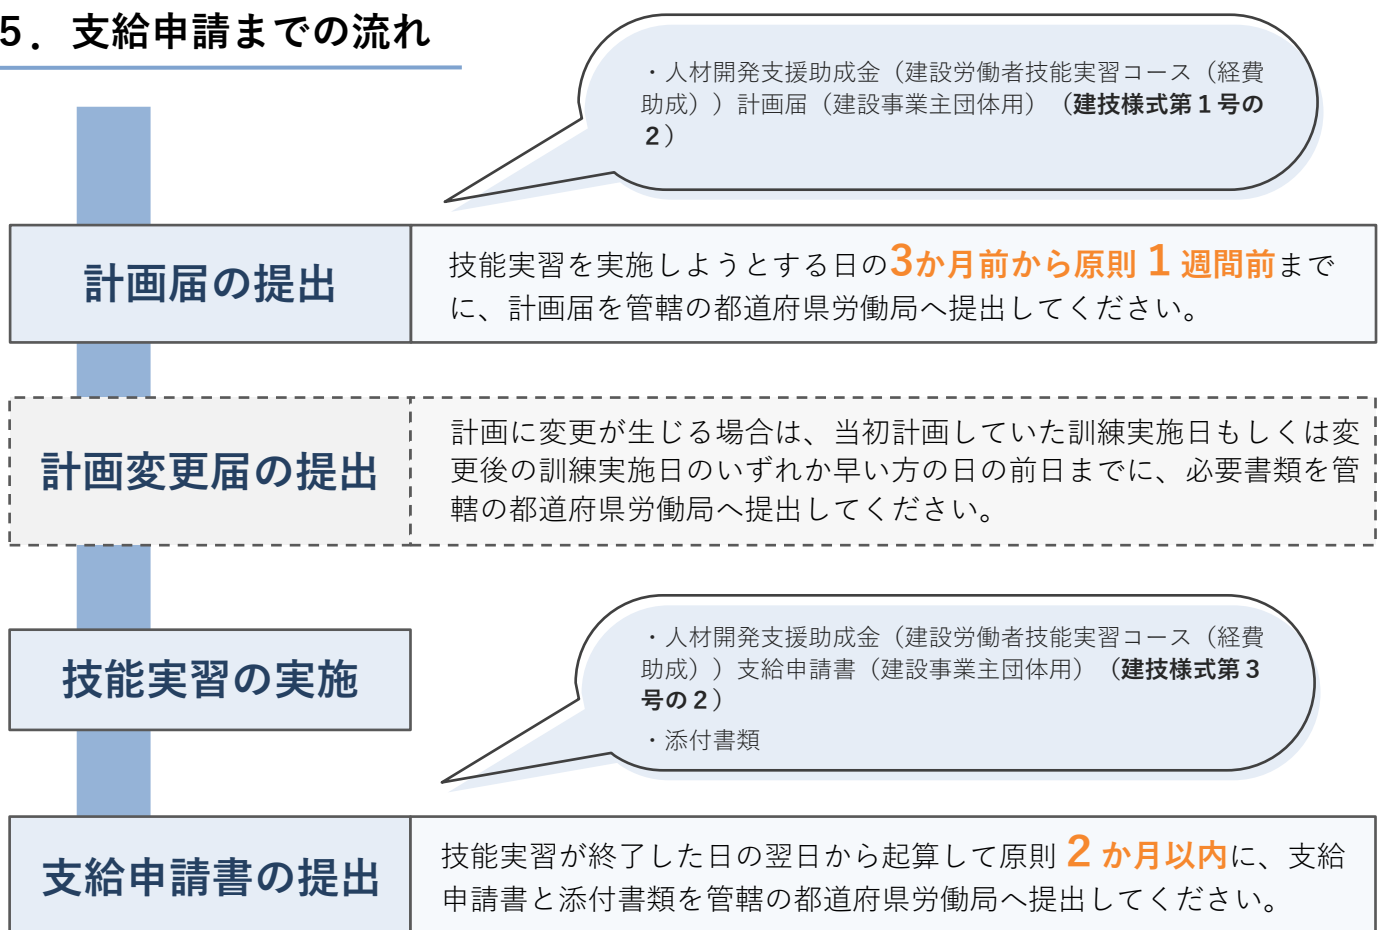 ５．支給申請までの流れ
・人材開発支援助成金（建設労働者技能実習コース（経費
助成））計画届（建設事業主団体用）（建技様式第１号の
２）
計画届の提出
技能実習を実施しようとする日の3か月前から原則 1 週間前まで
に、計画届を管轄の都道府県労働局へ提出してください。
計画変更届の提出
計画に変更が生じる場合は、当初計画していた訓練実施日もしくは変
更後の訓練実施日のいずれか早い方の日の前日までに、必要書類を管
轄の都道府県労働局へ提出してください。
技能実習の実施
・人材開発支援助成金（建設労働者技能実習コース（経費
助成））支給申請書（建設事業主団体用）（建技様式第３
号の２）
・添付書類
支給申請書の提出
技能実習が終了した日の翌日から起算して原則 2 か月以内に、支給
申請書と添付書類を管轄の都道府県労働局へ提出してください。